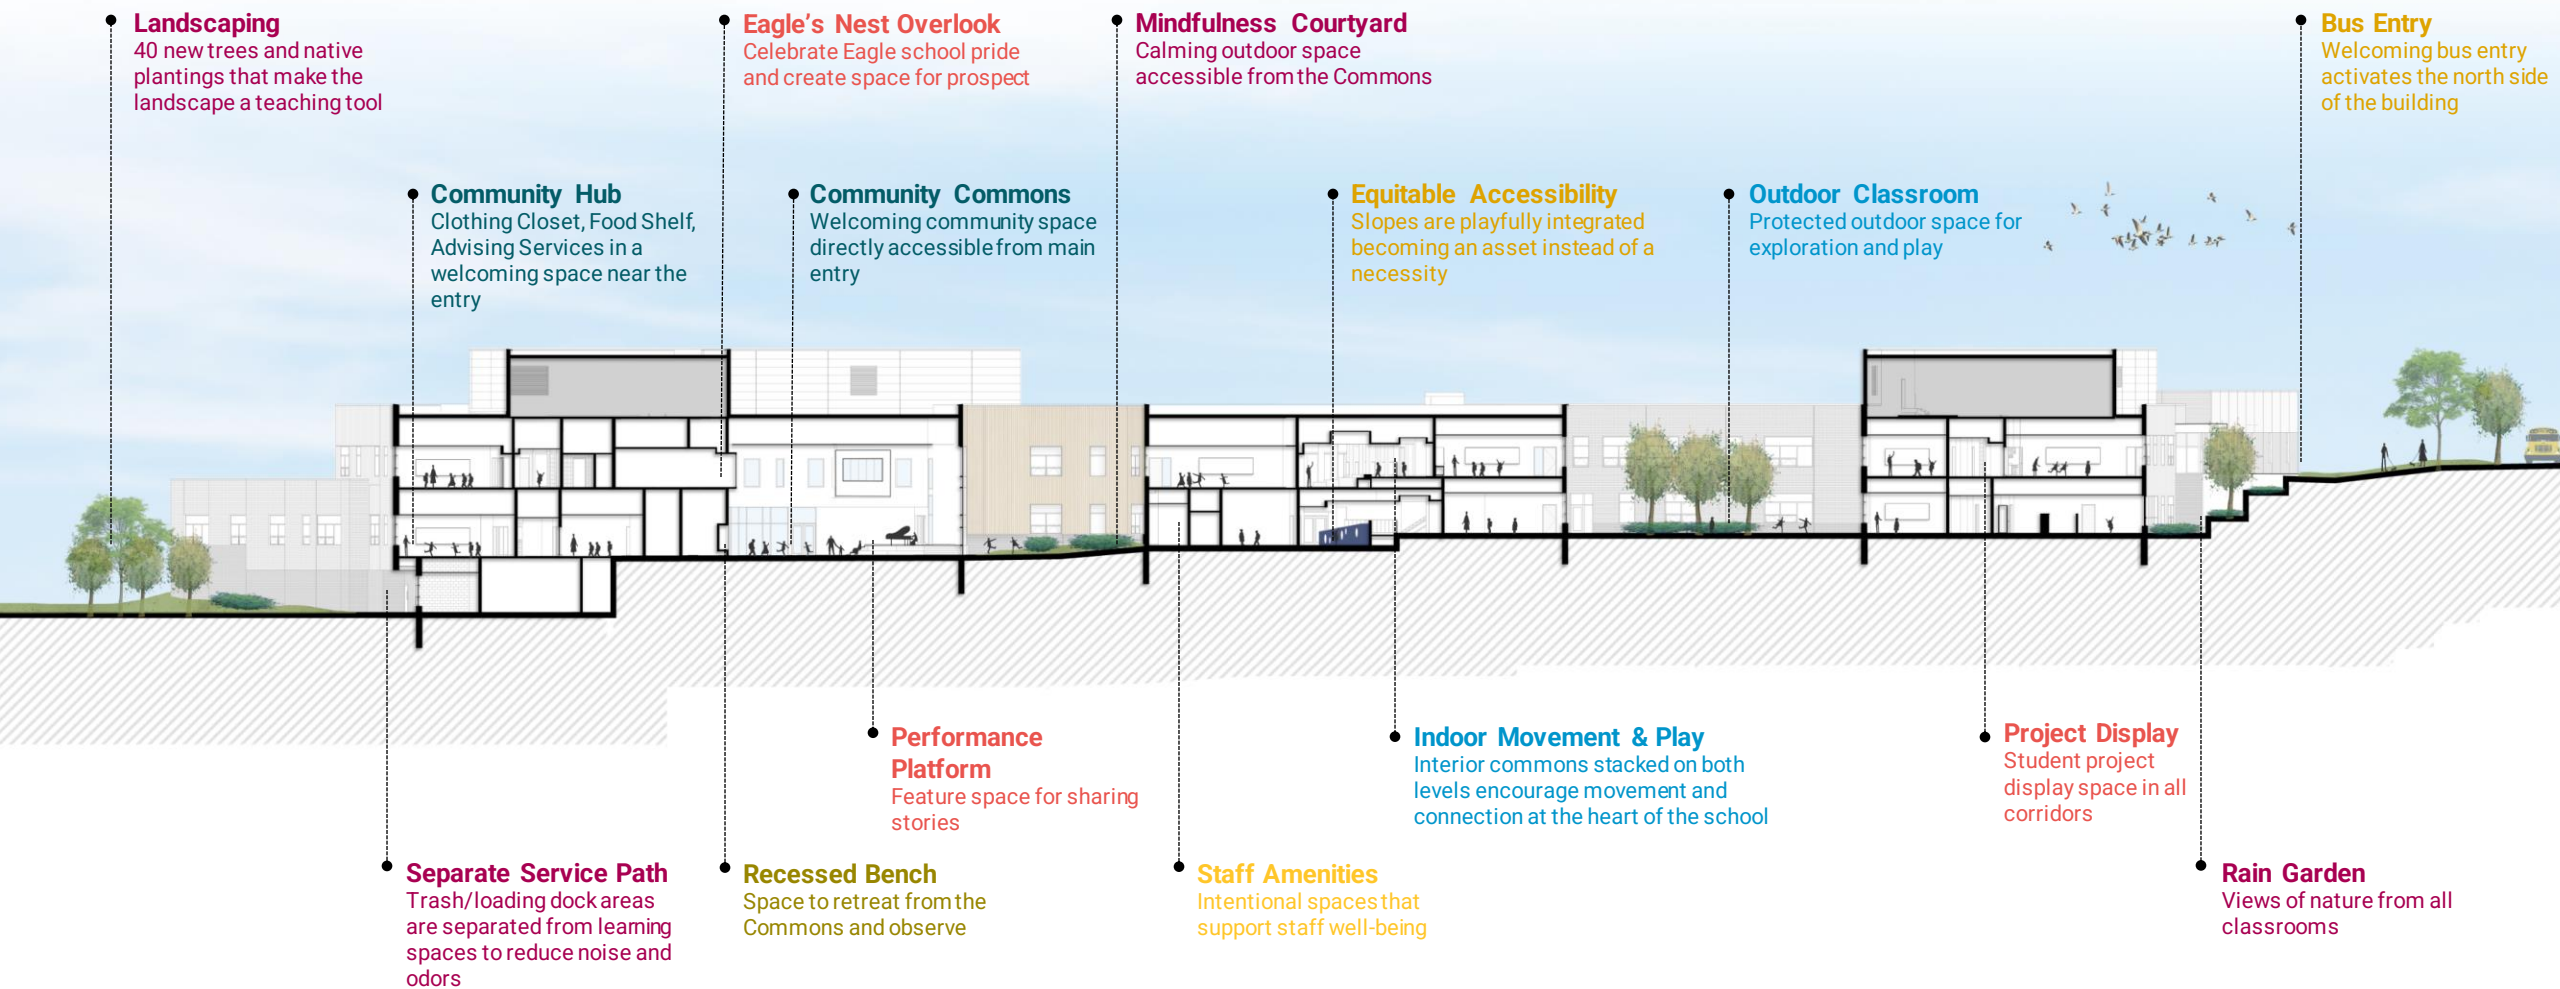 Landscaping
40 new trees and native
plantings that make the
landscape a teaching tool
Eagle's Nest Overlook
Celebrate Eagle school pride
and create space for prospect
Mindfulness Courtyard
Calming outdoor space
accessible from the Commons
Bus Entry
Welcoming bus entry
activates the north side
of the building
Community Hub
Clothing Closet, Food Shelf,
Advising Services in a
welcoming space near the
entry
Community Commons
Welcoming community space
directly accessible from main
entry
Equitable Accessibility
Slopes are playfully integrated
becoming an asset instead of a
necessity
Outdoor Classroom
Protected outdoor space for
exploration and play
Performance
Platform
Feature space for sharing
stories
Indoor Movement & Play
Interior commons stacked on both
levels encourage movement and
connection at the heart of the school
Project Display
Student project
display space in all
corridors
Separate Service Path
Trash/loading dock areas
are separated from learning
spaces to reduce noise and
odors
Recessed Bench
Space to retreat from the
Commons and observe
Staff Amenities
Intentional spaces that
support staff well-being
Rain Garden
Views of nature from all
classrooms